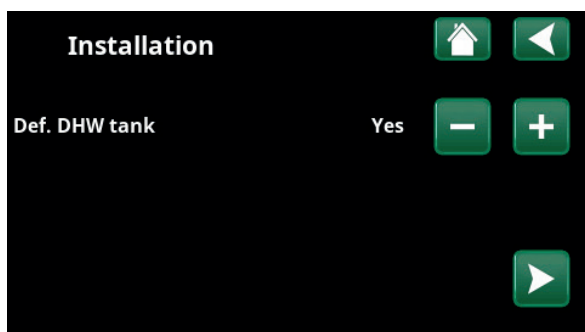 Installation
Def. DHW tank Yes